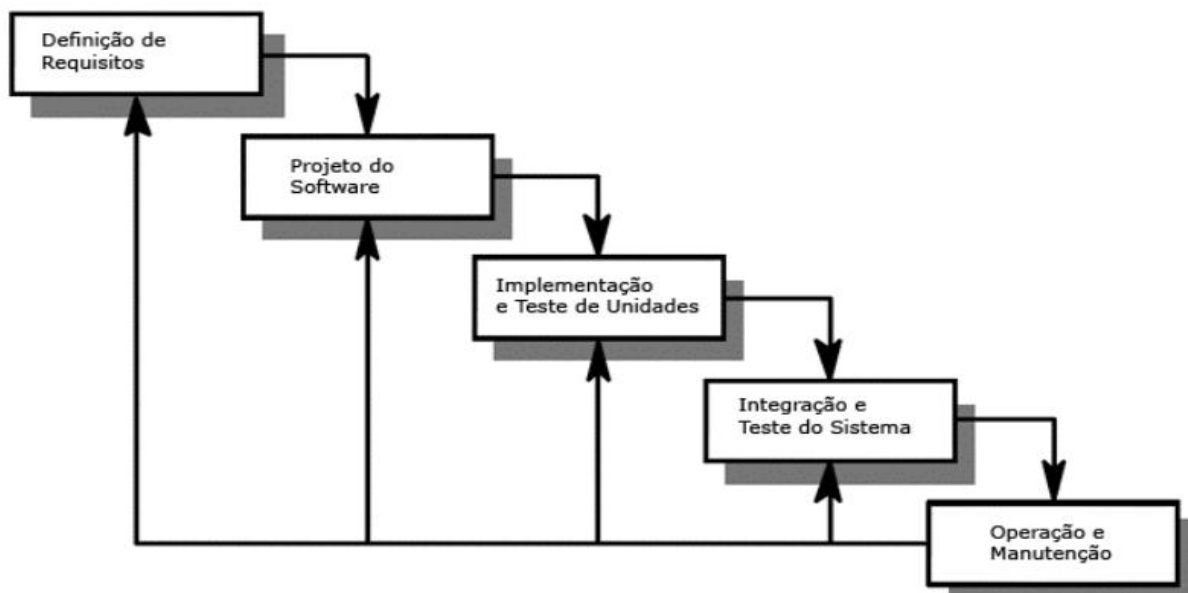 Definição de
Requisitos
Projeto do
Software
Implementação
e Teste de Unidades
Integração e
Teste do Sistema
Operação e
Manutenção